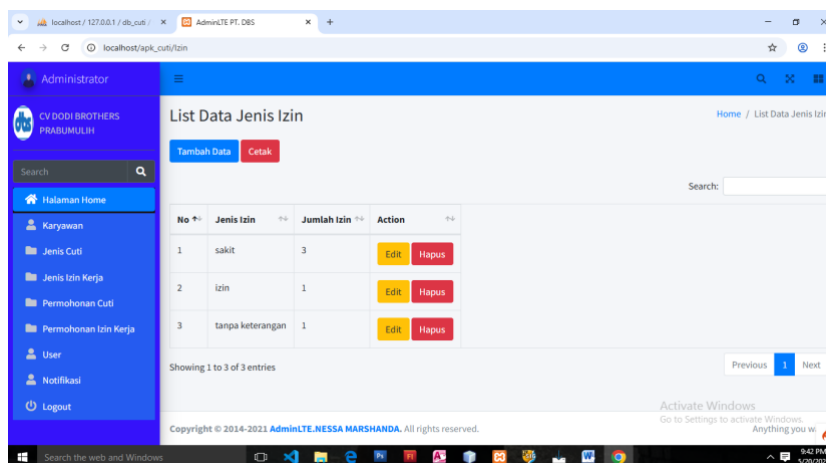 localhost / 127.0.0.1 / db_cuti /
AdminLTE PT. DBS
localhost/apk_cuti/Izin
Administrator
CV DODI BROTHERS
PRABUMULIH
Search
Halaman Home
Karyawan
Jenis Cuti
Jenis Izin Kerja
Permohonan Cuti
Permohonan Izin Kerja
User
Notifikasi
Logout
List Data Jenis Izin
Home / List Data Jenis Izin
Tambah Data Cetak
Search:
No Jenis Izin Jumlah Izin Action
1 sakit 3 Edit Hapus
2 izin 1 Edit Hapus
3 tanpa keterangan 1 Edit Hapus
Showing 1 to 3 of 3 entries
Previous 1 Next
Activate Windows
Go to Settings to activate Windows.
Copyright © 2014-2021 AdminLTE.NESSA MARSHANDA. All rights reserved.
Anything you w
Search the web and Windows
9:42 PM